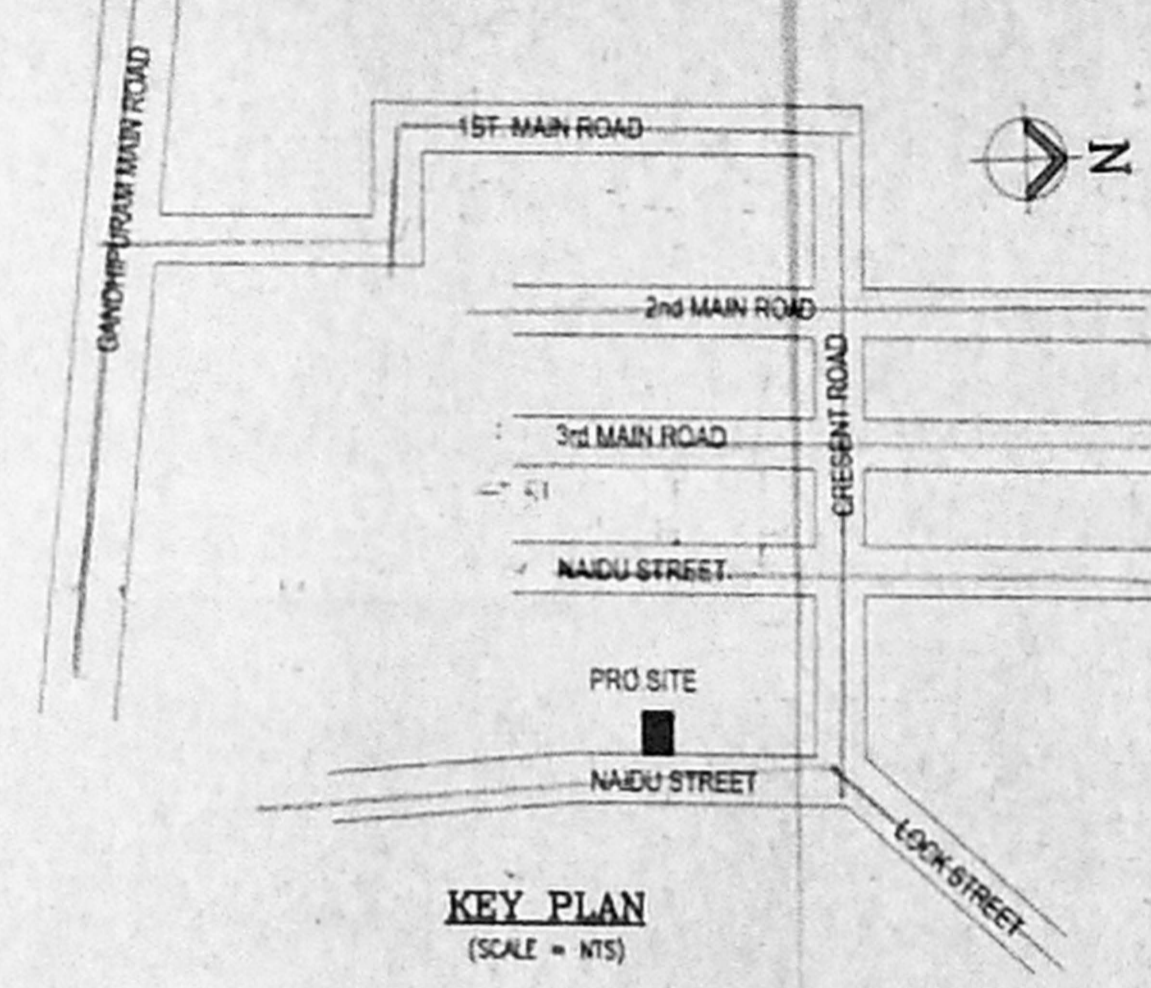 GANDHIPURAM MAIN ROAD
1ST MAIN ROAD
N
2nd MAIN ROAD
CRESENT ROAD
3rd MAIN ROAD
NAIDU STREET
PRO.SITE
NAIDU STREET
LOCK STREET
KEY PLAN
(SCALE = NTS)